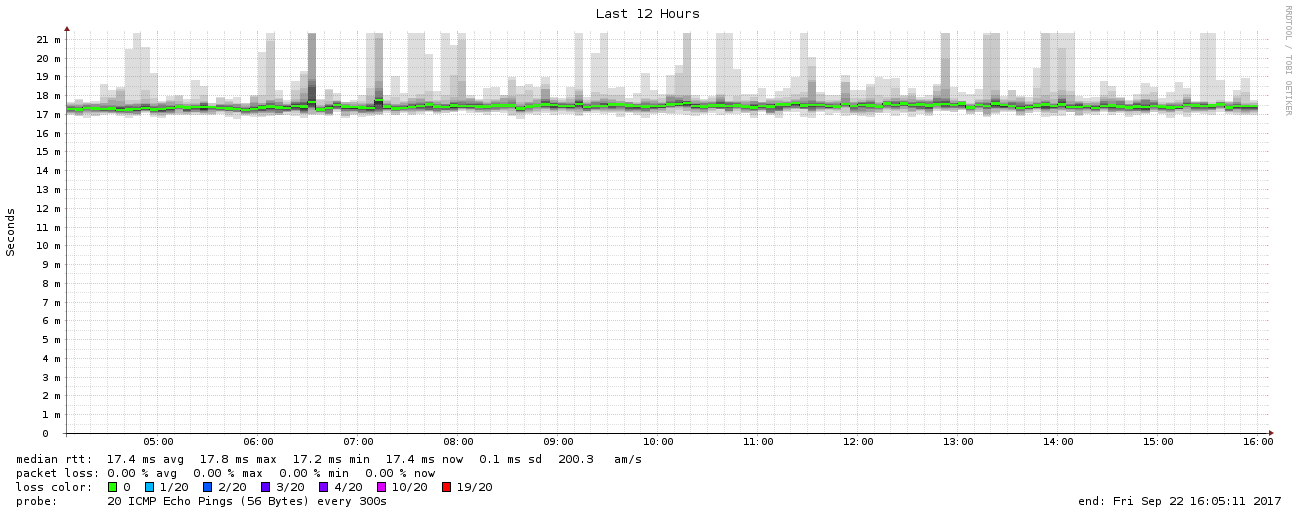 Last 12 Hours
RRDTOOL / TOBI OETIKER
Seconds
21 m
20 m
19 m
18 m
17 m
16 m
15 m
14 m
13 m
12 m
11 m
10 m
9 m
8 m
7 m
6 m
5 m
4 m
3 m
2 m
1 m
0
05:00 06:00 07:00 08:00 09:00 10:00 11:00 12:00 13:00 14:00 15:00 16:00
median rtt: 17.4 ms avg 17.8 ms max 17.2 ms min 17.4 ms now 0.1 ms sd 200.3 am/s
packet loss: 0.00 % avg 0.00 % max 0.00 % min 0.00 % now
loss color: 0 1/20 2/20 3/20 4/20 10/20 19/20
probe: 20 ICMP Echo Pings (56 Bytes) every 300s end: Fri Sep 22 16:05:11 2017